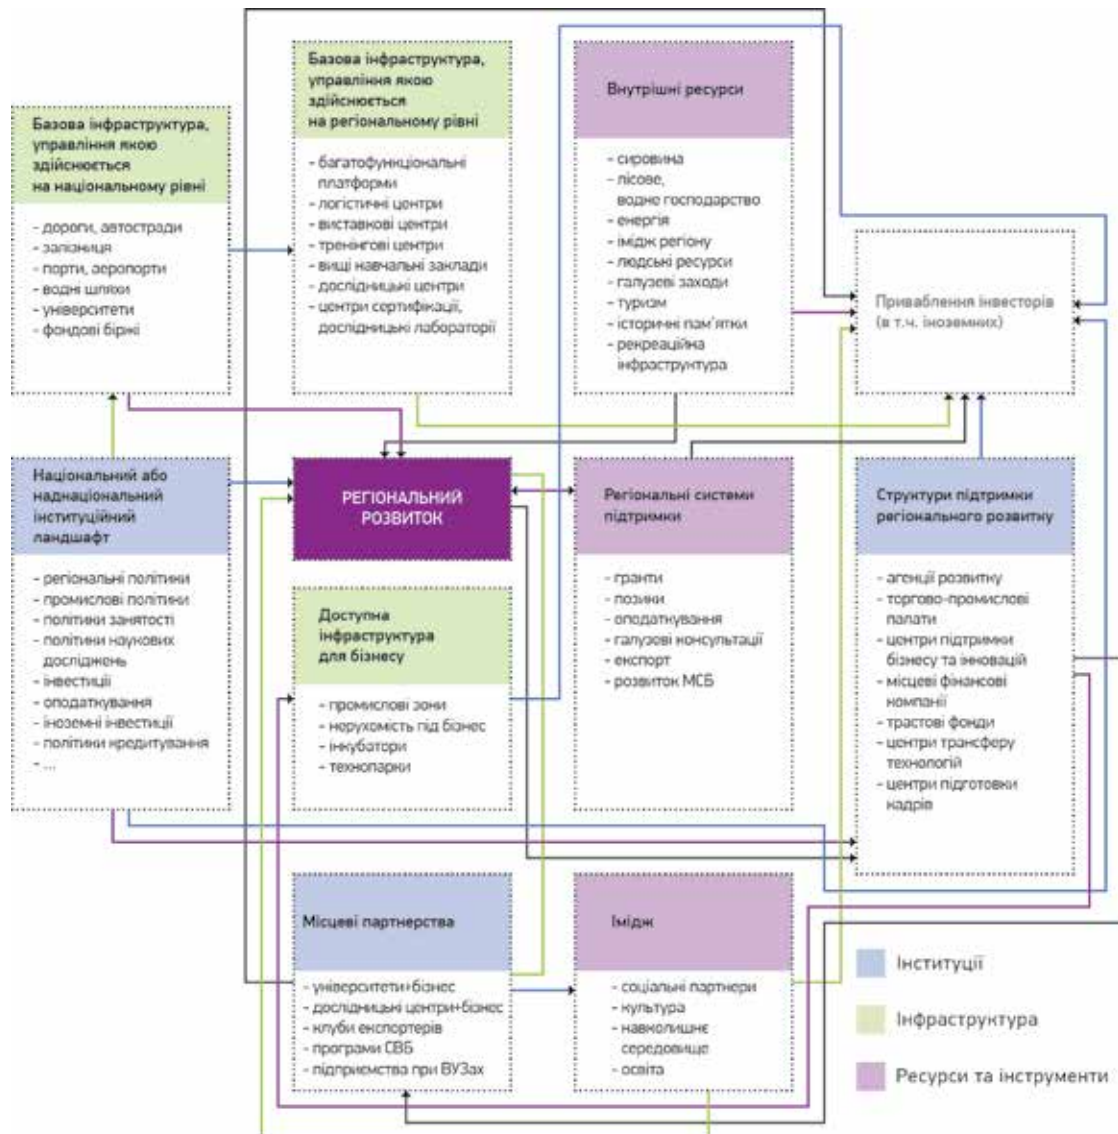 Базова інфраструктура,
управління якою
здійснюється
на національному рівні
- дороги, автостради
- залізниця
- порти, аеропорти
- водні шляхи
- університети
- фондові біржі
Базова інфраструктура,
управління якою
здійснюється
на регіональному рівні
- багатофункціональні
платформи
- логістичні центри
- виставкові центри
- тренінгові центри
- вищі навчальні заклади
- дослідницькі центри
- центри сертифікації,
дослідницькі лабораторії
Внутрішні ресурси
- сировина
- лісове,
водне господарство
- енергія
- імідж регіону
- людські ресурси
- галузеві заходи
- туризм
- історичні пам'ятки
- рекреаційна
інфраструктура
Приваблення інвесторів
(в т.ч. іноземних)
Національний або
наднаціональний
інституційний
ландшафт
- регіональні політики
- промислові політики
- політики занятості
- політики наукових
досліджень
- інвестиції
- оподаткування
- іноземні інвестиції
- політики кредитування
- ...
РЕГІОНАЛЬНИЙ
РОЗВИТОК
Доступна
інфраструктура
для бізнесу
- промислові зони
- нерухомість під бізнес
- інкубатори
- технопарки
Регіональні системи
підтримки
- гранти
- позики
- оподаткування
- галузеві консультації
- експорт
- розвиток МСБ
Структури підтримки
регіонального розвитку
- агенції розвитку
- торгово-промислові
палати
- центри підтримки
бізнесу та інновацій
- місцеві фінансові
компанії
- трастові фонди
- центри трансферу
технологій
- центри підготовки
кадрів
Місцеві партнерства
- університети+бізнес
- дослідницькі центри+бізнес
- клуби експортерів
- програми СВБ
- підприємства при ВУЗах
Імідж
- соціальні партнери
- культура
- навколишнє
середовище
- освіта
Інституції
Інфраструктура
Ресурси та інструменти